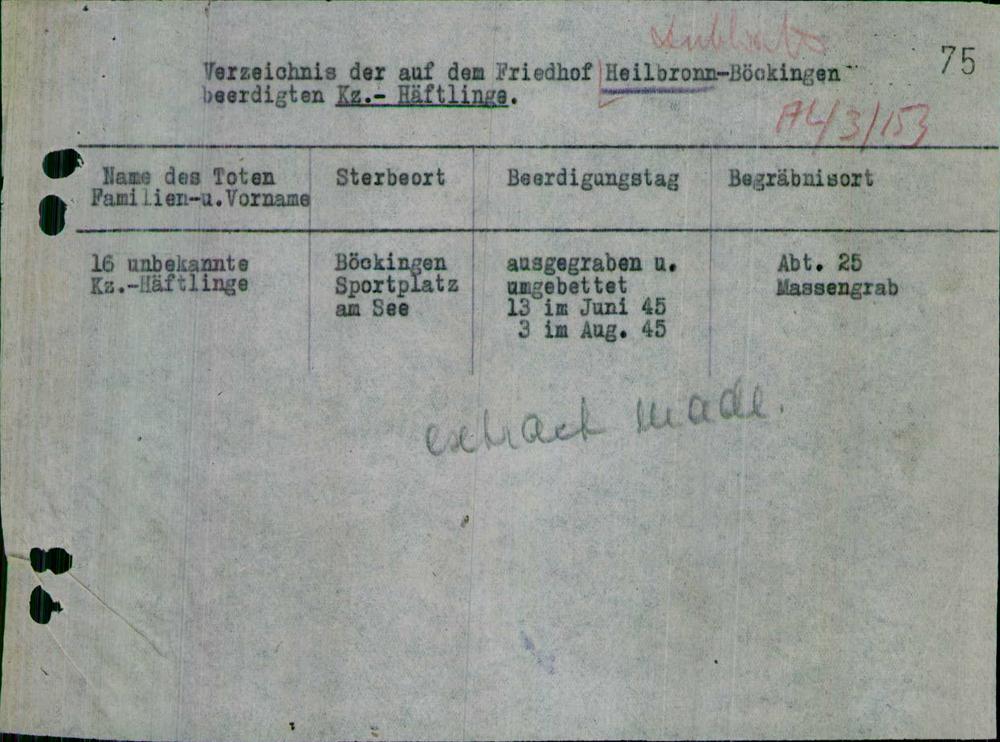 75
Verzeichnis der auf dem Friedhof Heilbronn-Böckingen
beerdigten Kz.- Häftlinge.
A4/3/153
Name des Toten
Familien-u.Vorname
Sterbeort
Beerdigungstag
Begräbnisort
16 unbekannte
Kz.-Häftlinge
Böckingen
Sportplatz
am See
ausgegraben u.
umgebettet
13 im Juni 45
3 im Aug. 45
Abt. 25
Massengrab
extract made.